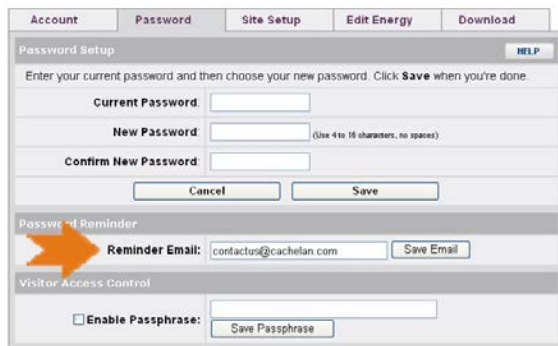 Account Password Site Setup Edit Energy Download
Password Setup HELP
Enter your current password and then choose your new password. Click Save when you're done.
Current Password:
New Password: (Use 4 to 16 characters, no spaces)
Confirm New Password:
Cancel Save
Password Reminder
Reminder Email: contactus@cachelan.com Save Email
Visitor Access Control
Enable Passphrase:
Save Passphrase